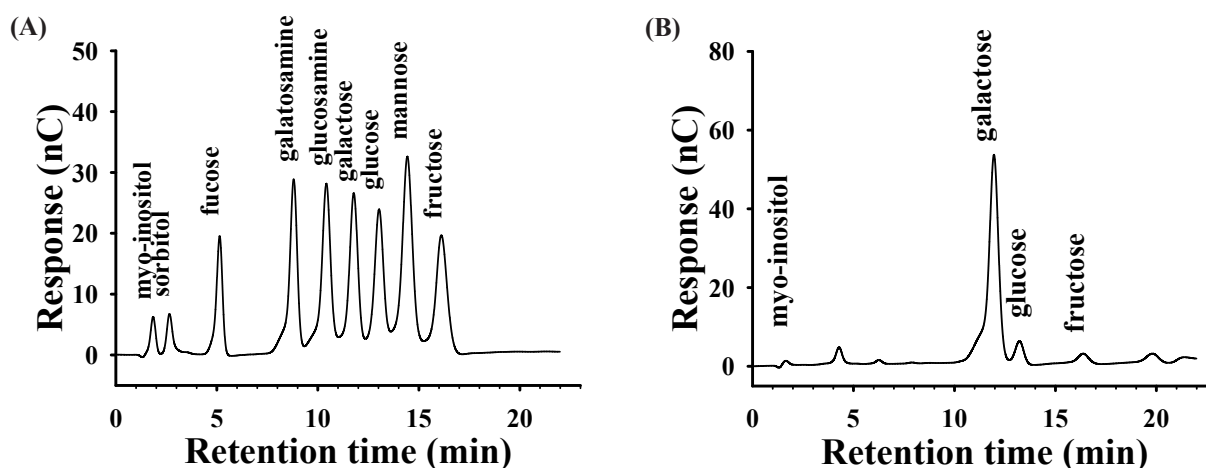 (A)
Response (nC)
50
40
30
20
10
0
myo-inositol
sorbitol
fucose
galatosamine
glucosamine
galactose
glucose
mannose
fructose
0 5 10 15 20
Retention time (min)
(B)
Response (nC)
80
60
40
20
0
myo-inositol
galactose
glucose
fructose
0 5 10 15 20
Retention time (min)